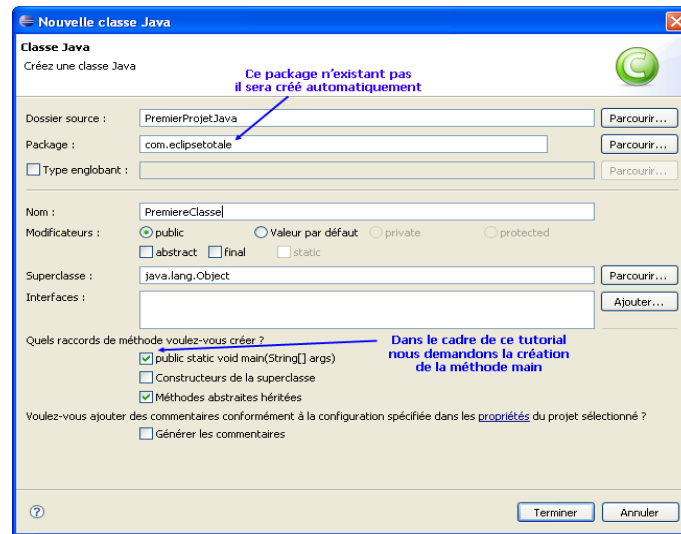 Nouvelle classe Java
Classe Java
Créez une classe Java
Ce package n'existant pas
il sera créé automatiquement
Dossier source : PremierProjetJava Parcourir...
Package : com.eclipsetotale Parcourir...
Type englobant : Parcourir...
Nom : PremiereClasse
Modificateurs : public Valeur par défaut private protected
abstract final static
Superclasse : java.lang.Object Parcourir...
Interfaces : Ajouter...
Quels raccords de méthode voulez-vous créer ?
Dans le cadre de ce tutorial
nous demandons la création
de la méthode main
public static void main(String[] args)
Constructeurs de la superclasse
Méthodes abstraites héritées
Voulez-vous ajouter des commentaires conformément à la configuration spécifiée dans les propriétés du projet sélectionné ?
Générer les commentaires
? Terminer Annuler